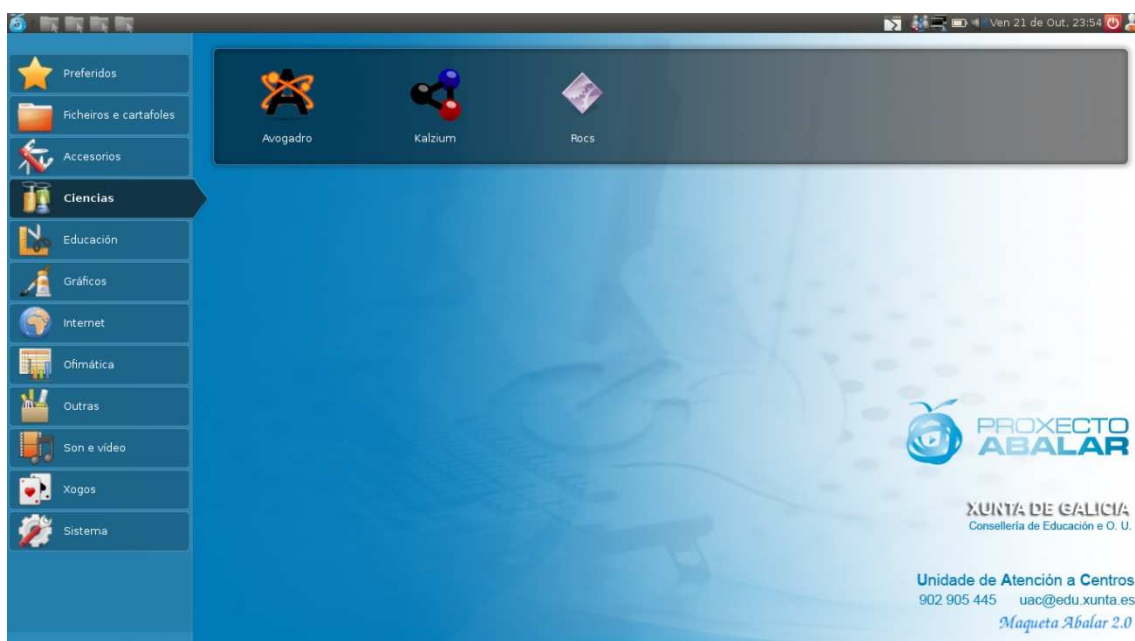 Ven 21 de Out, 23:54
Preferidos
Ficheiros e cartafoles
Accesorios
Ciencias
Educación
Gráficos
Internet
Ofimática
Outras
Son e vídeo
Xogos
Sistema
Avogadro Kalzium Rocs
PROXECTO
ABALAR
XUNTA DE GALICIA
Consellería de Educación e O. U.
Unidade de Atención a Centros
902 905 445 uac@edu.xunta.es
Maqueta Abalar 2.0